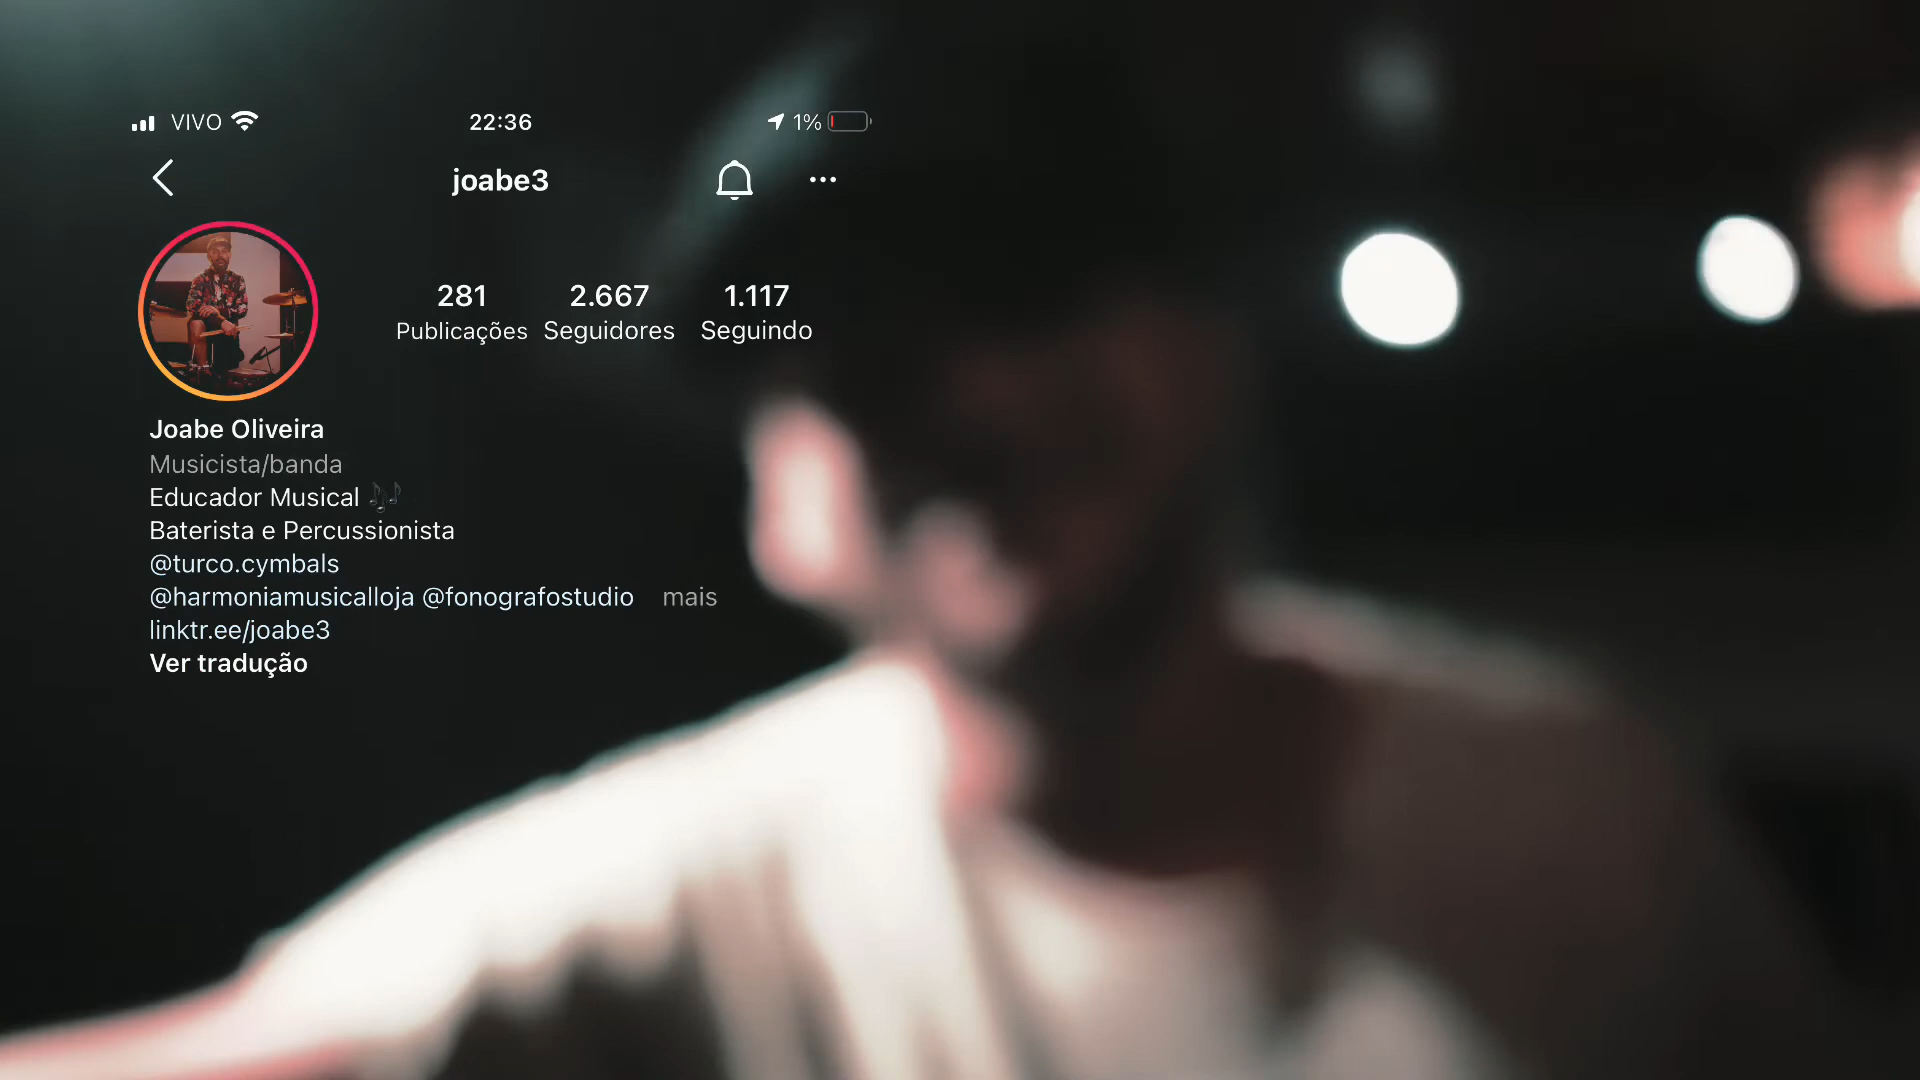 VIVO 22:36 1%
joabe3
281 2.667 1.117
Publicações Seguidores Seguindo
Joabe Oliveira
Musicista/banda
Educador Musical 🎶
Baterista e Percussionista
@turco.cymbals
@harmoniamusicalloja @fonografostudio mais
linktr.ee/joabe3
Ver tradução